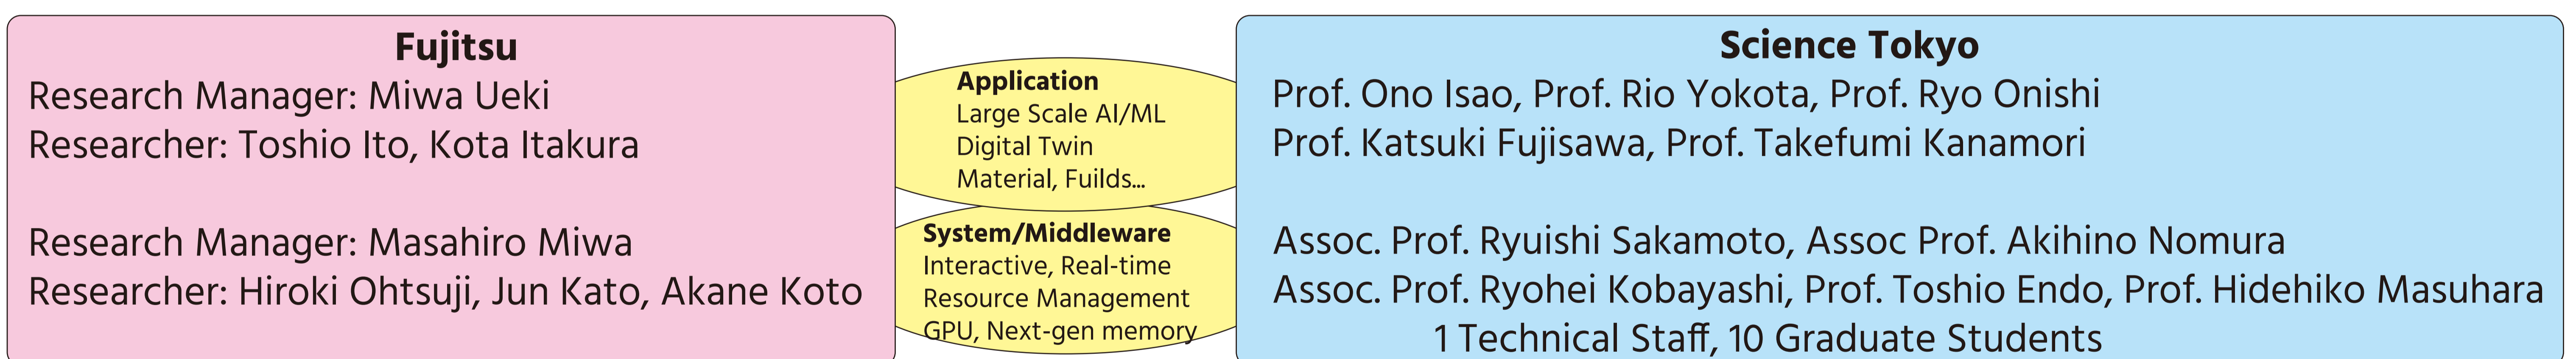 Fujitsu
Research Manager: Miwa Ueki
Researcher: Toshio Ito, Kota Itakura
Research Manager: Masahiro Miwa
Researcher: Hiroki Ohtsuji, Jun Kato, Akane Koto
Application
Large Scale AI/ML
Digital Twin
Material, Fuilds...
System/Middleware
Interactive, Real-time
Resource Management
GPU, Next-gen memory
Science Tokyo
Prof. Ono Isao, Prof. Rio Yokota, Prof. Ryo Onishi
Prof. Katsuki Fujisawa, Prof. Takefumi Kanamori
Assoc. Prof. Ryuishi Sakamoto, Assoc Prof. Akihino Nomura
Assoc. Prof. Ryohei Kobayashi, Prof. Toshio Endo, Prof. Hidehiko Masuhara
1 Technical Staff, 10 Graduate Students